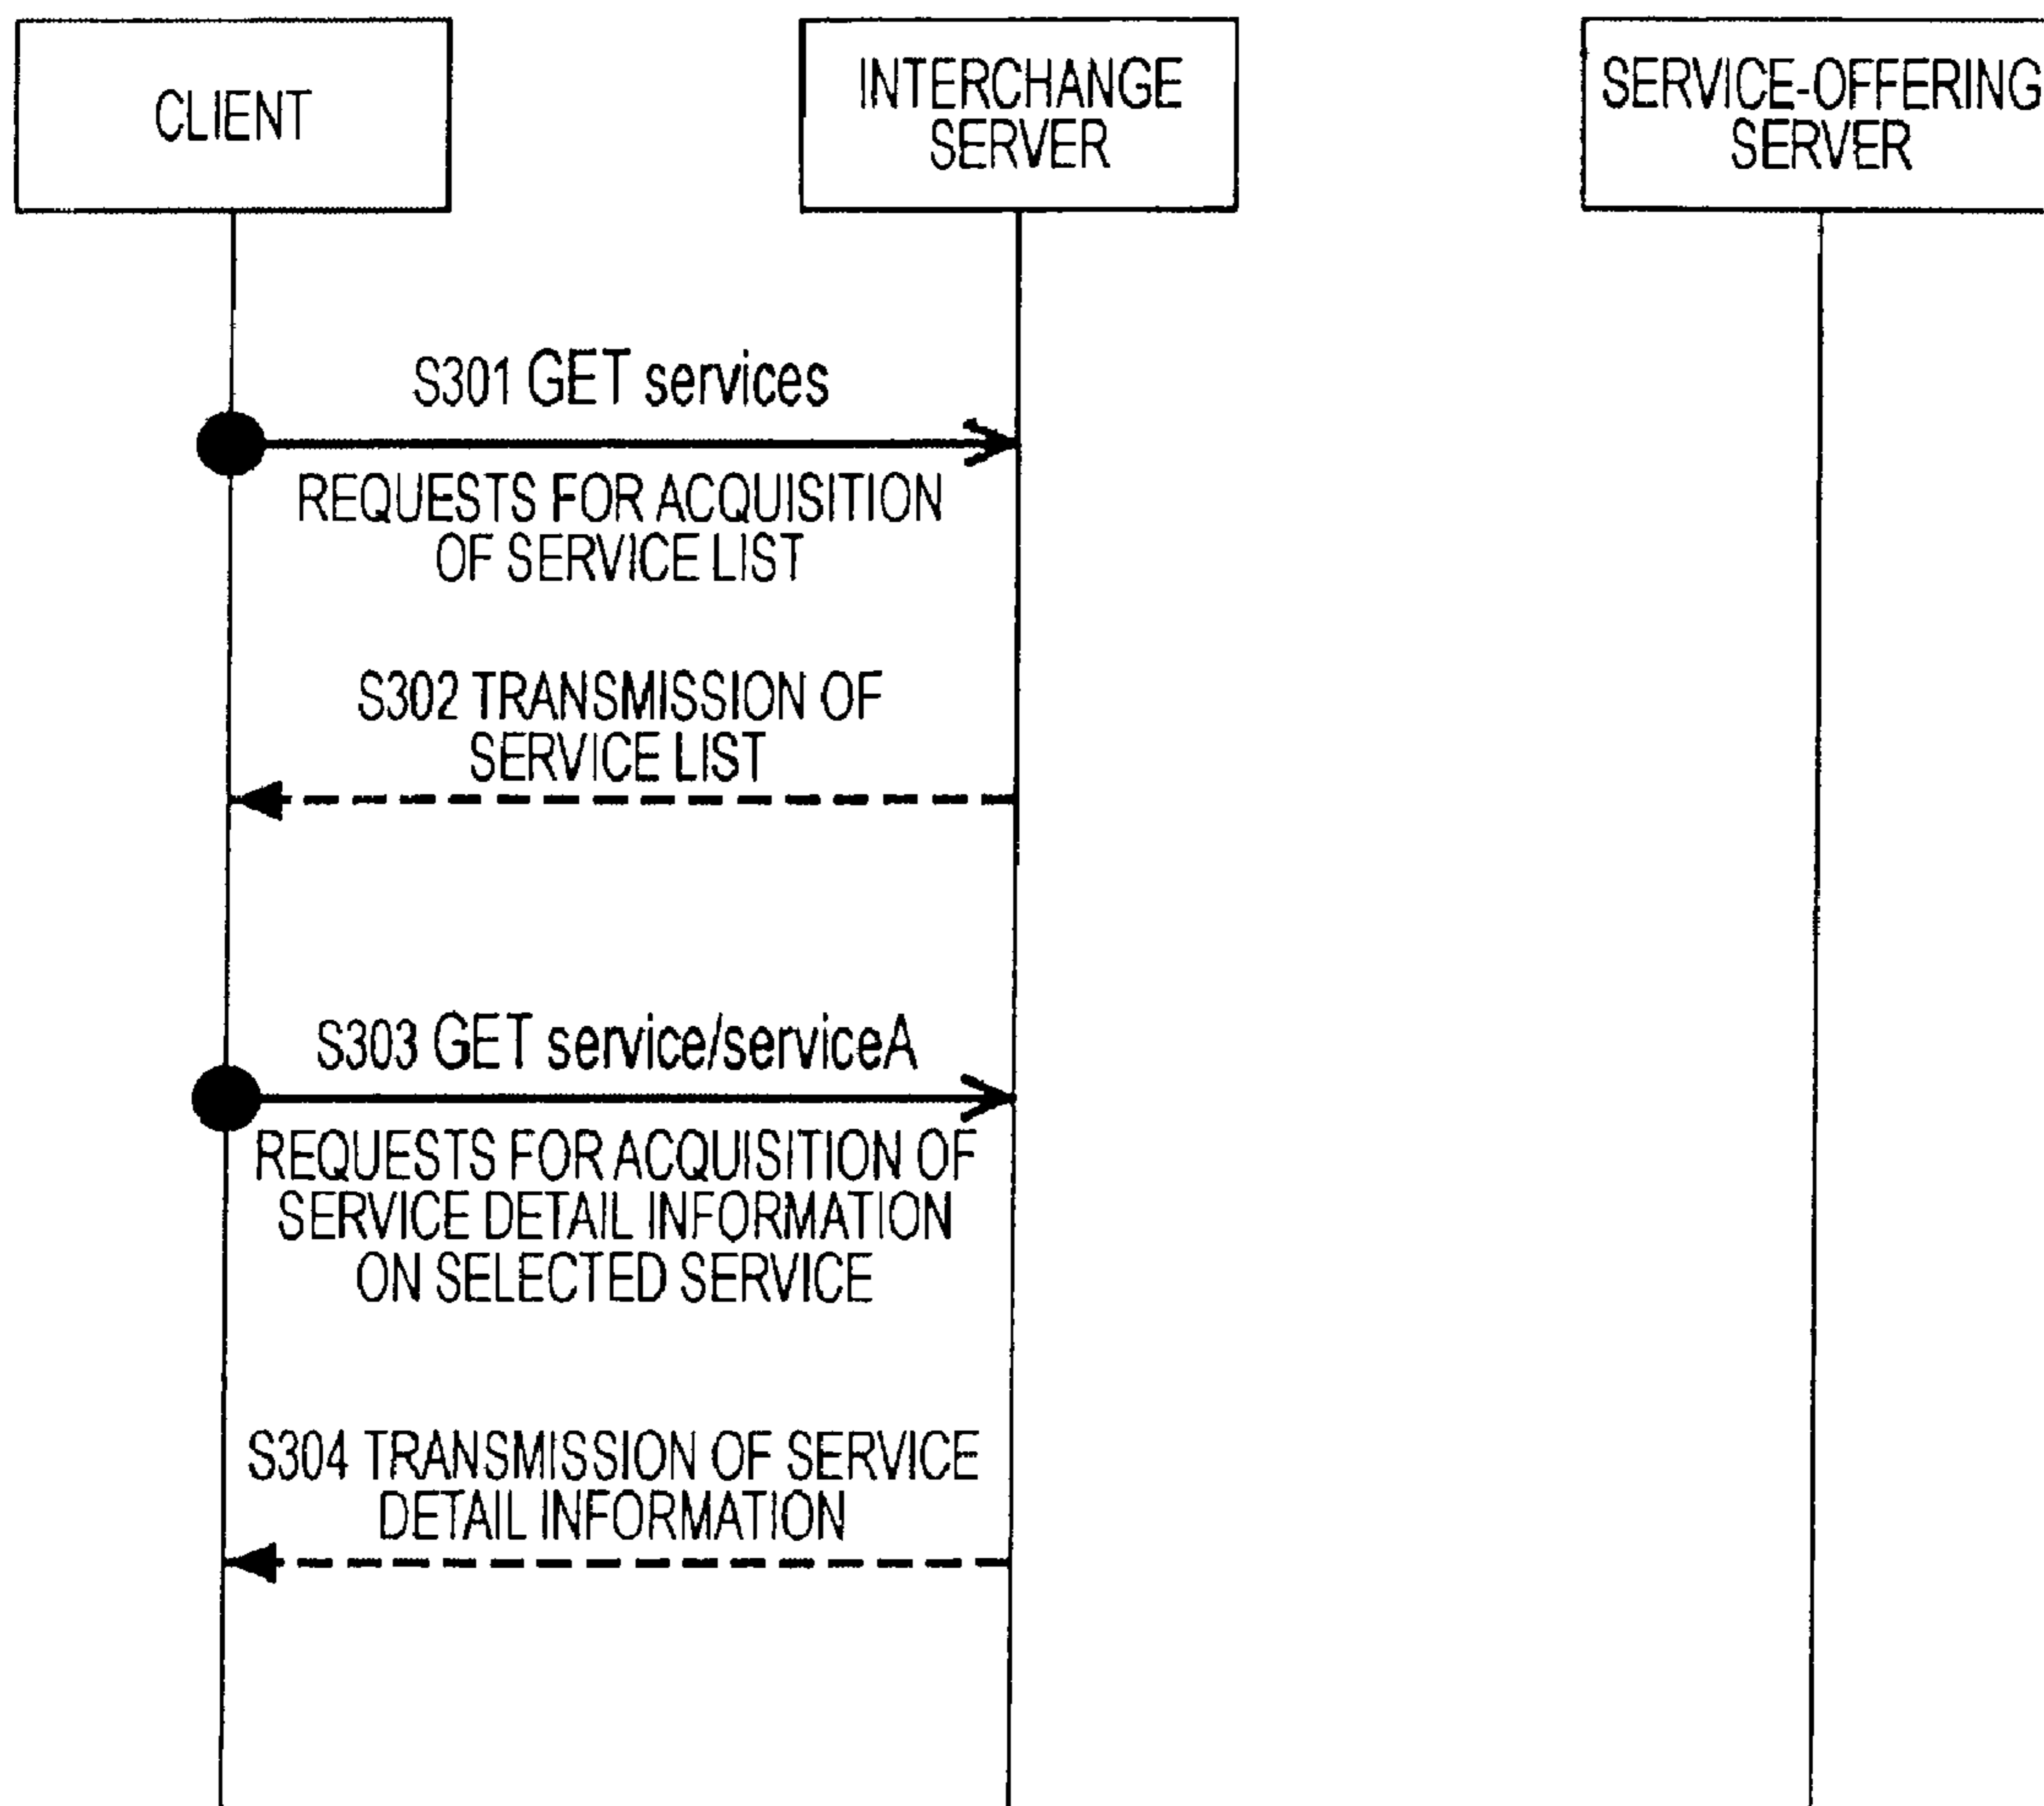 CLIENT
INTERCHANGE
SERVER
SERVICE-OFFERING
SERVER
S301 GET services
REQUESTS FOR ACQUISITION
OF SERVICE LIST
S302 TRANSMISSION OF
SERVICE LIST
S303 GET service/serviceA
REQUESTS FOR ACQUISITION OF
SERVICE DETAIL INFORMATION
ON SELECTED SERVICE
S304 TRANSMISSION OF SERVICE
DETAIL INFORMATION